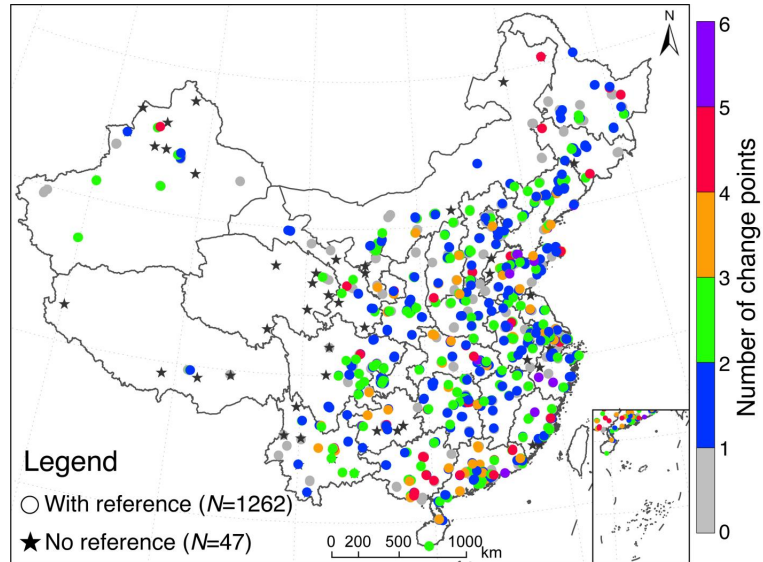 N
6
5
4
3
2
1
0
Number of change points
Legend
With reference (N=1262)
No reference (N=47)
0 200 500 1000
km